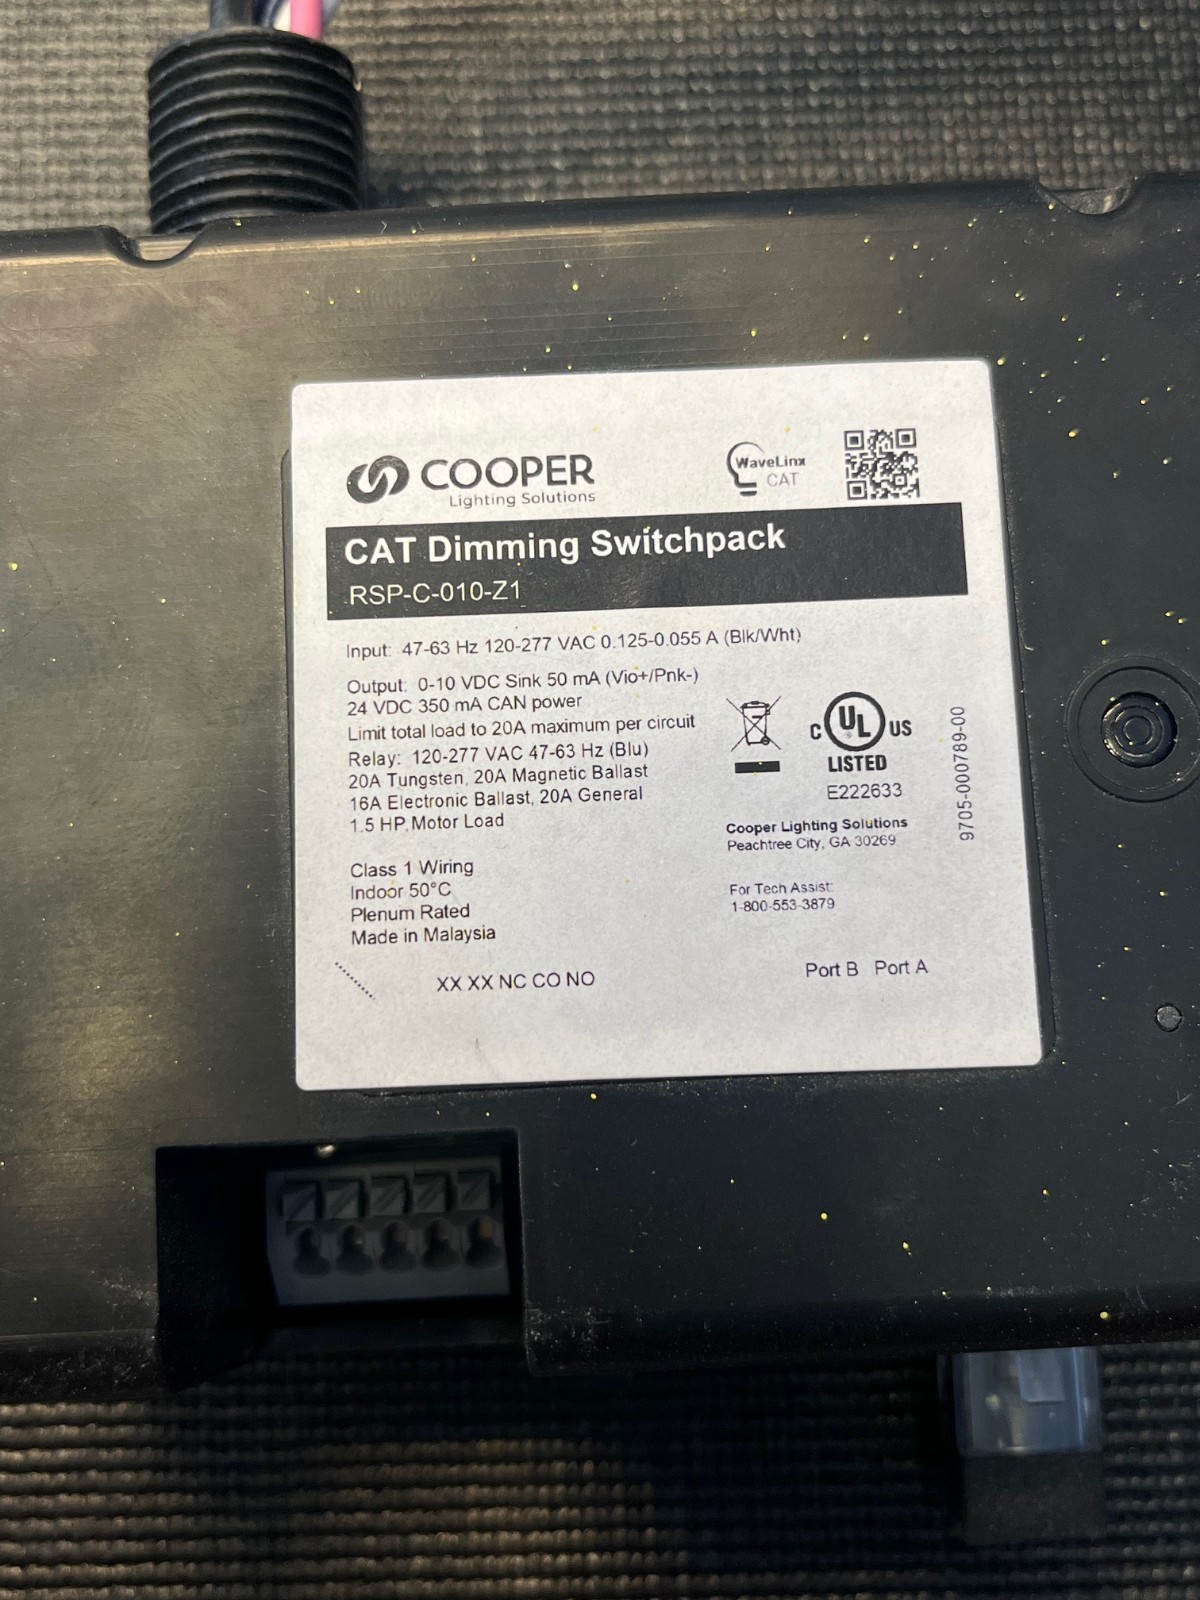 COOPER
Lighting Solutions
WaveLinx
CAT
CAT Dimming Switchpack
RSP-C-010-Z1
Input: 47-63 Hz 120-277 VAC 0.125-0.055 A (Blk/Wht)
Output: 0-10 VDC Sink 50 mA (Vio+/Pnk-)
24 VDC 350 mA CAN power
Limit total load to 20A maximum per circuit
Relay: 120-277 VAC 47-63 Hz (Blu)
20A Tungsten, 20A Magnetic Ballast
16A Electronic Ballast, 20A General
1.5 HP Motor Load
Class 1 Wiring
Indoor 50°C
Plenum Rated
Made in Malaysia
XX XX NC CO NO
C UL US
LISTED
E222633
Cooper Lighting Solutions
Peachtree City, GA 30269
For Tech Assist:
1-800-553-3879
Port B Port A
9705-000789-00